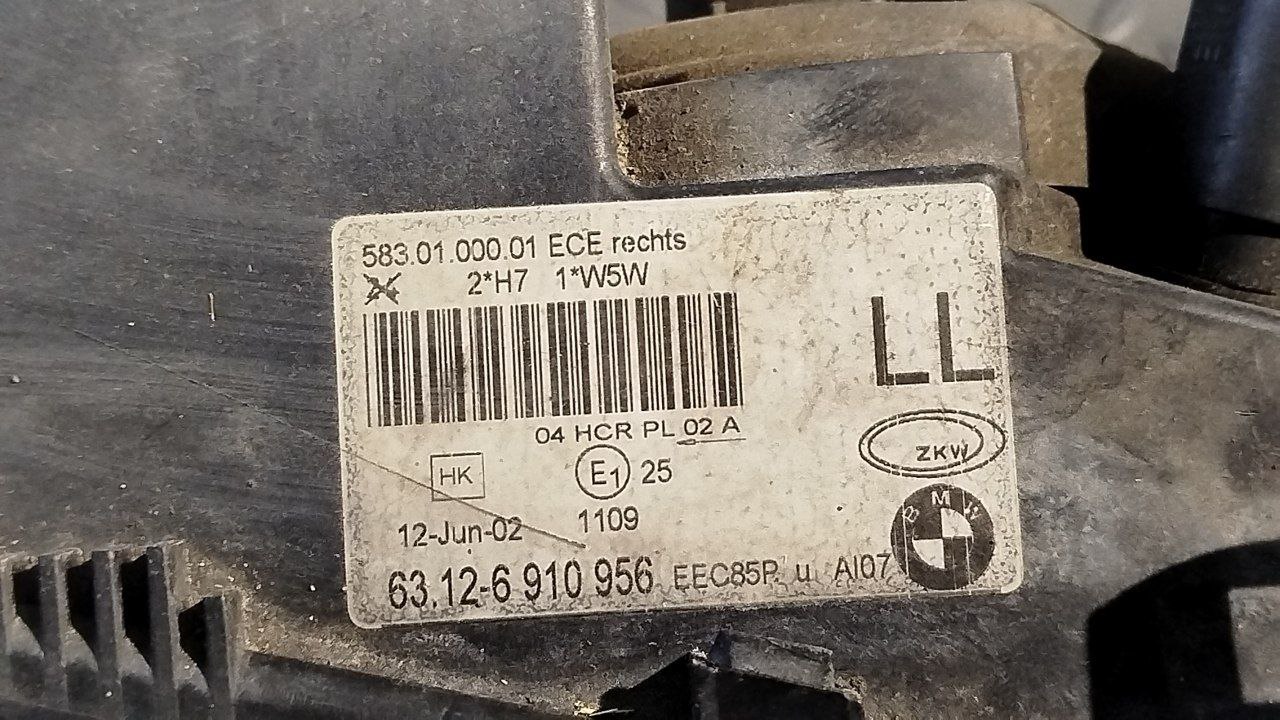 583.01.000.01 ECE rechts
2*H7 1*W5W
LL
04 HCR PL 02 A
HK E1 25
ZKW
12-Jun-02 1109
BMW
63.12-6 910 956 EEC85P u AI07